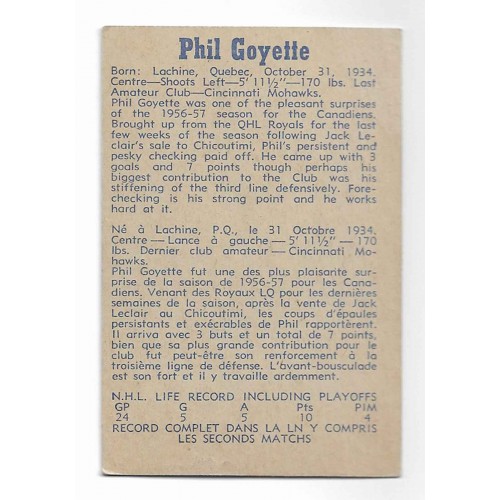 Phil Goyette
Born: Lachine, Quebec, October 31, 1934.
Centre—Shoots Left—5' 11½"—170 lbs. Last
Amateur Club—Cincinnati Mohawks.
Phil Goyette was one of the pleasant surprises
of the 1956-57 season for the Canadiens.
Brought up from the QHL Royals for the last
few weeks of the season following Jack Le-
clair's sale to Chicoutimi, Phil's persistent and
pesky checking paid off. He came up with 3
goals and 7 points though perhaps his
biggest contribution to the Club was his
stiffening of the third line defensively. Fore-
checking is his strong point and he works
hard at it.
Né à Lachine, P.Q., le 31 Octobre 1934.
Centre — Lance à gauche — 5' 11½" — 170
lbs. Dernier club amateur — Cincinnati Mo-
hawks.
Phil Goyette fut une des plus plaisante sur-
prise de la saison de 1956-57 pour les Cana-
diens. Venant des Royaux LQ pour les dernières
semaines de la saison, après la vente de Jack
Leclair au Chicoutimi, les coups d'épaules
persistants et exécrables de Phil rapportèrent.
Il arriva avec 3 buts et un total de 7 points,
bien que sa plus grande contribution pour le
club fut peut-être son renforcement à la
troisième ligne de défense. L'avant-bousculade
est son fort et il y travaille ardemment.
N.H.L. LIFE RECORD INCLUDING PLAYOFFS
GP G A Pts PIM
24 5 5 10 4
RECORD COMPLET DANS LA LN Y COMPRIS
LES SECONDS MATCHS